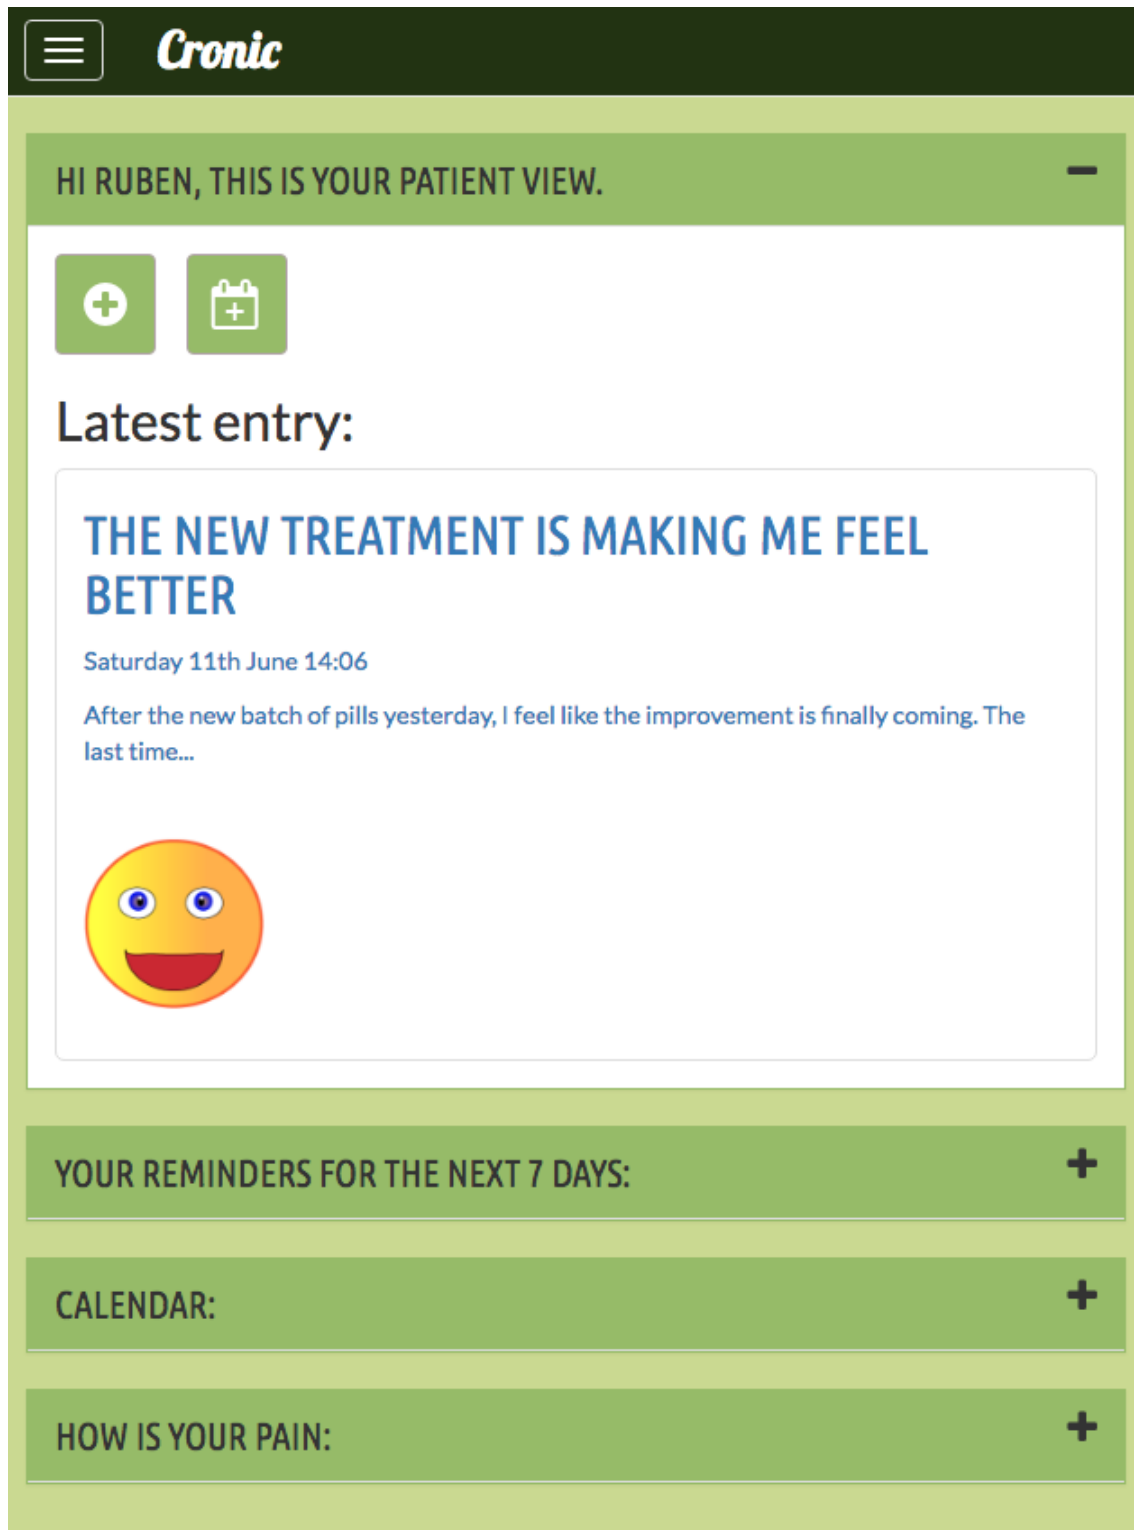 Cronic
HI RUBEN, THIS IS YOUR PATIENT VIEW.
Latest entry:
THE NEW TREATMENT IS MAKING ME FEEL
BETTER
Saturday 11th June 14:06
After the new batch of pills yesterday, I feel like the improvement is finally coming. The
last time...
YOUR REMINDERS FOR THE NEXT 7 DAYS:
CALENDAR:
HOW IS YOUR PAIN: